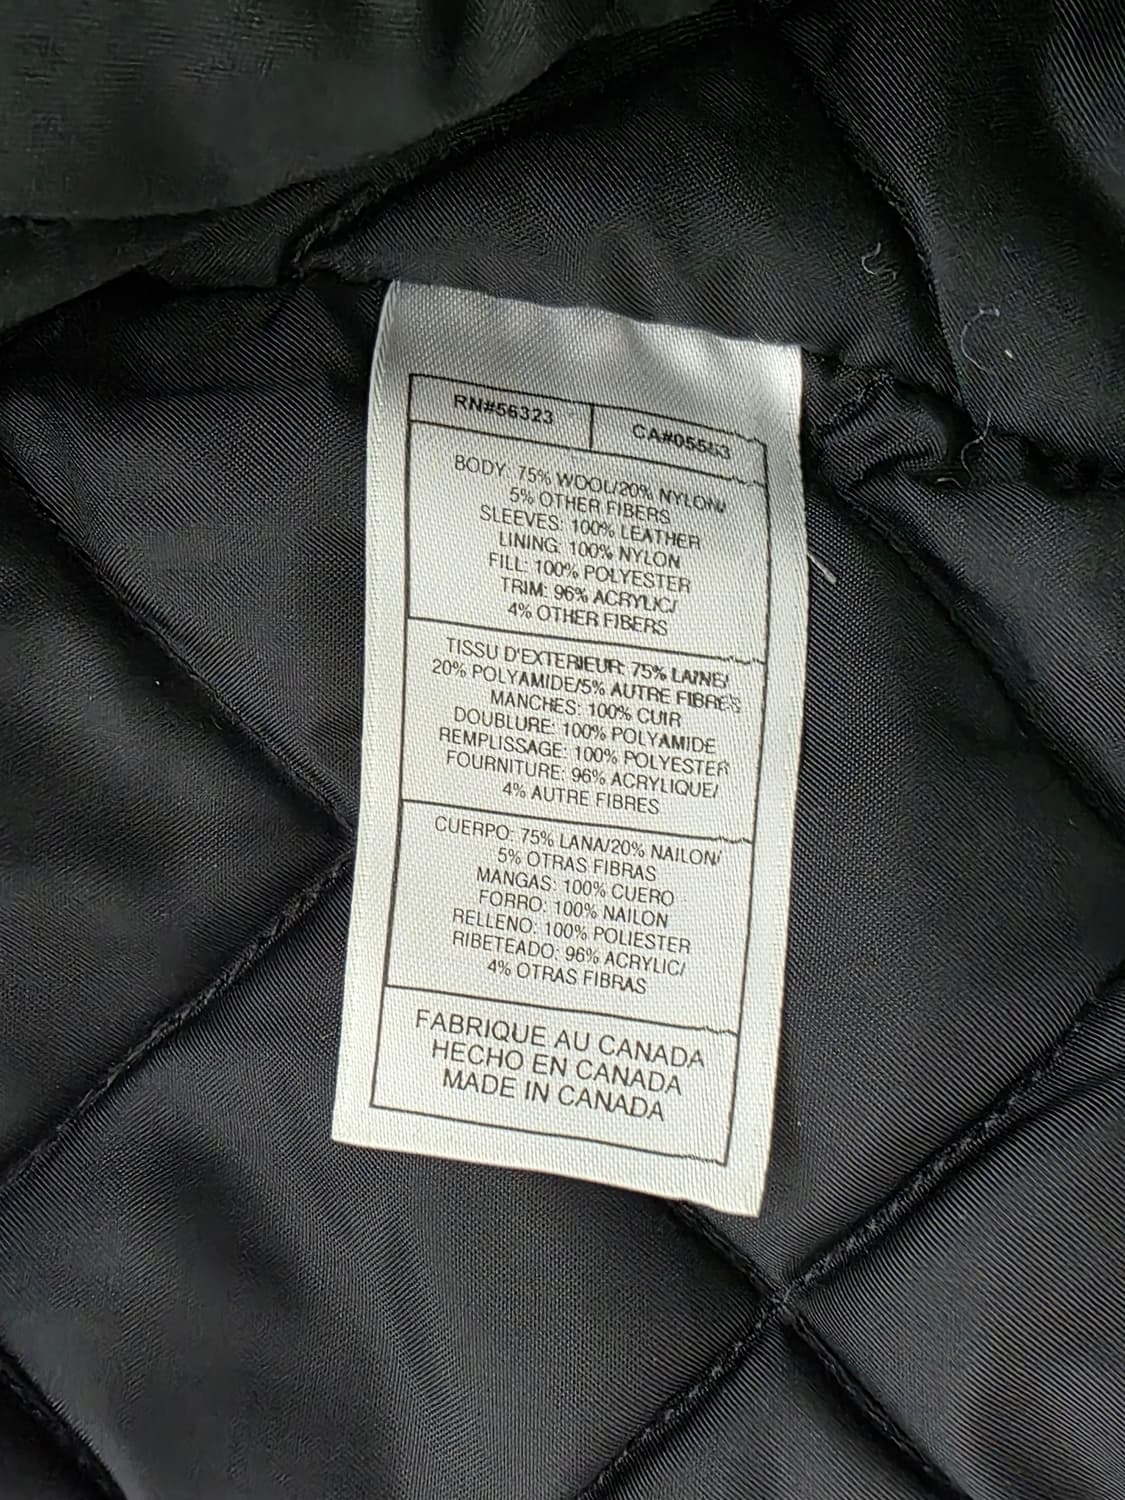 RN#56323
CA#05553
BODY: 75% WOOL/20% NYLON/
5% OTHER FIBERS
SLEEVES: 100% LEATHER
LINING: 100% NYLON
FILL: 100% POLYESTER
TRIM: 96% ACRYLIC/
4% OTHER FIBERS
TISSU D'EXTERIEUR: 75% LAINE/
20% POLYAMIDE/5% AUTRE FIBRES
MANCHES: 100% CUIR
DOUBLURE: 100% POLYAMIDE
REMPLISSAGE: 100% POLYESTER
FOURNITURE: 96% ACRYLIQUE/
4% AUTRE FIBRES
CUERPO: 75% LANA/20% NAILON/
5% OTRAS FIBRAS
MANGAS: 100% CUERO
FORRO: 100% NAILON
RELLENO: 100% POLIESTER
RIBETEADO: 96% ACRYLIC/
4% OTRAS FIBRAS
FABRIQUE AU CANADA
HECHO EN CANADA
MADE IN CANADA